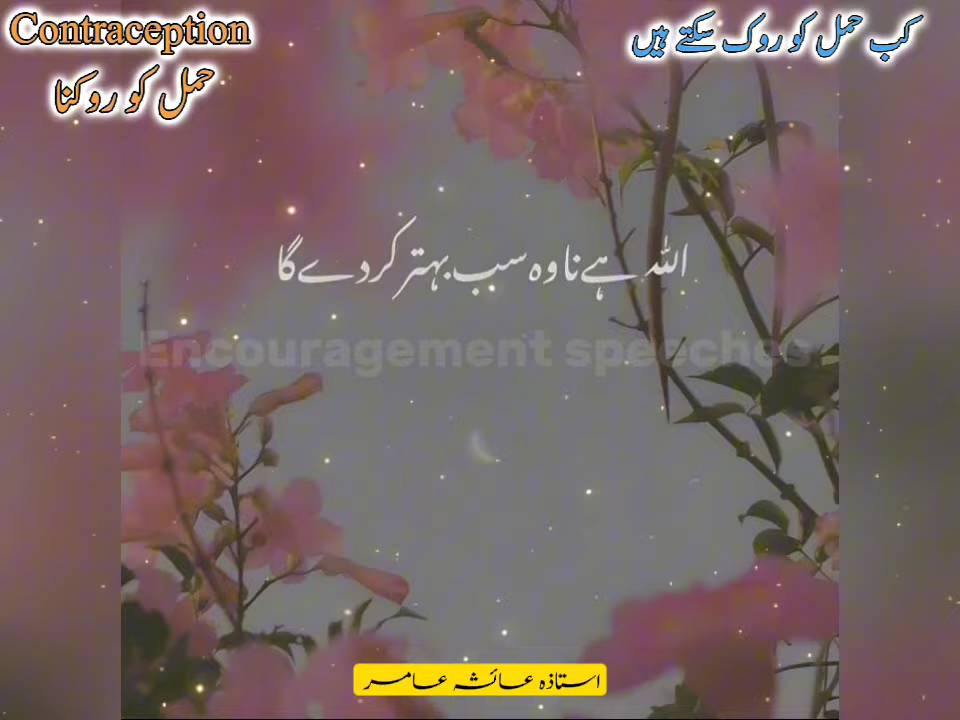 Contraception
حمل کو روکنا
کب حمل کو روک سکتے ہیں
اللہ ہے نا وہ سب بہتر کر دے گا
Encouragement speeches
استاذہ عائشہ عامر